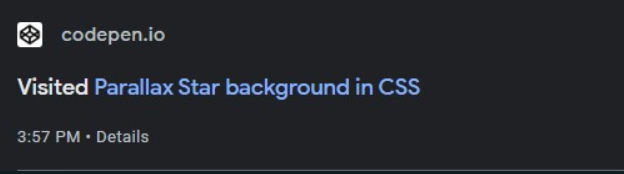 codepen.io
Visited Parallax Star background in CSS
3:57 PM • Details